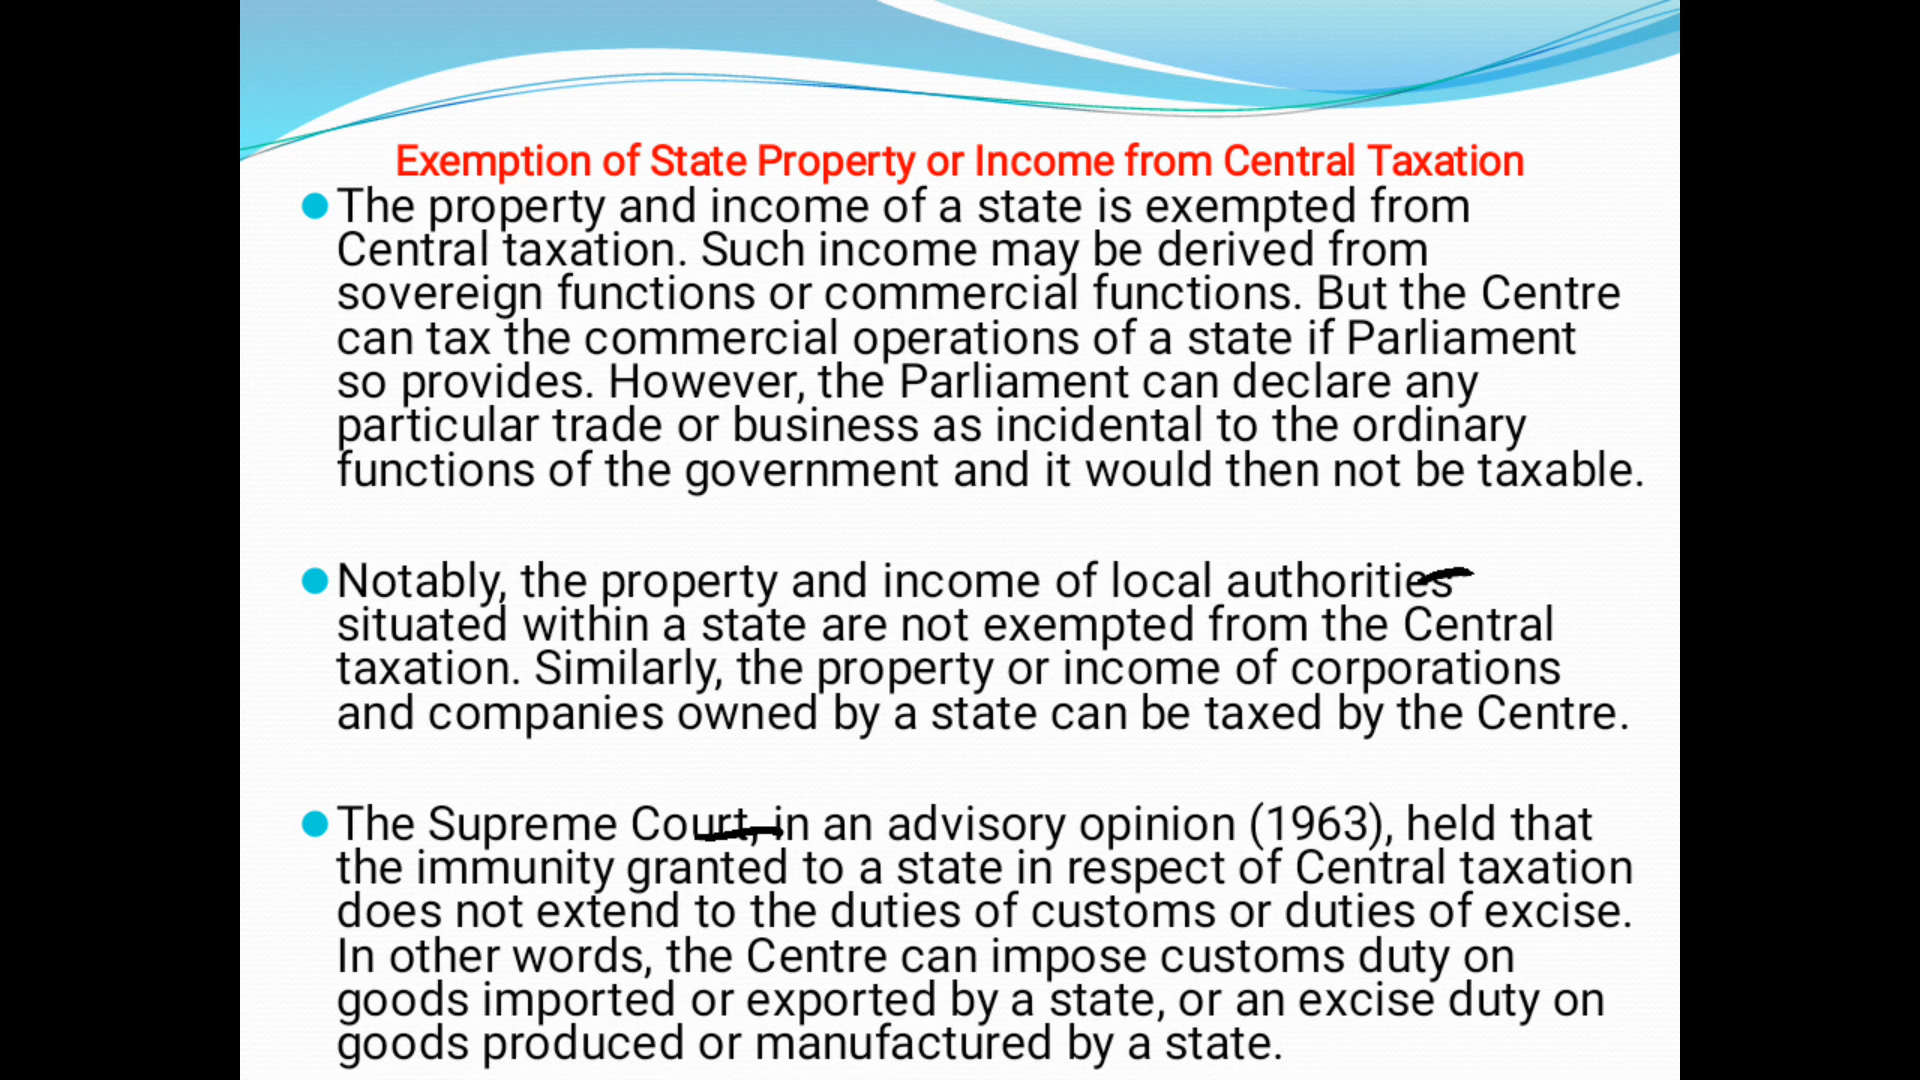 Exemption of State Property or Income from Central Taxation
The property and income of a state is exempted from
Central taxation. Such income may be derived from
sovereign functions or commercial functions. But the Centre
can tax the commercial operations of a state if Parliament
so provides. However, the Parliament can declare any
particular trade or business as incidental to the ordinary
functions of the government and it would then not be taxable.
Notably, the property and income of local authorities
situated within a state are not exempted from the Central
taxation. Similarly, the property or income of corporations
and companies owned by a state can be taxed by the Centre.
The Supreme Court, in an advisory opinion (1963), held that
the immunity granted to a state in respect of Central taxation
does not extend to the duties of customs or duties of excise.
In other words, the Centre can impose customs duty on
goods imported or exported by a state, or an excise duty on
goods produced or manufactured by a state.